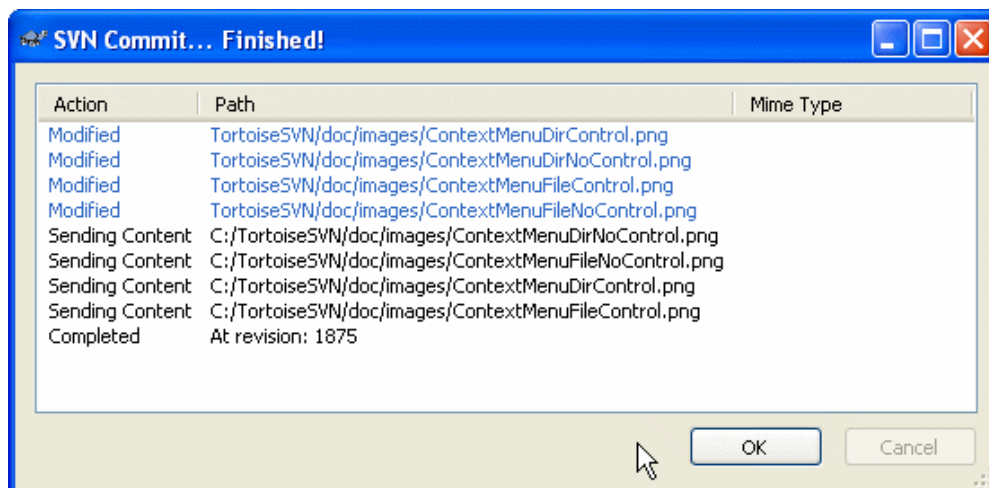 SVN Commit... Finished!
Action Path Mime Type
Modified TortoiseSVN/doc/images/ContextMenuDirControl.png
Modified TortoiseSVN/doc/images/ContextMenuDirNoControl.png
Modified TortoiseSVN/doc/images/ContextMenuFileControl.png
Modified TortoiseSVN/doc/images/ContextMenuFileNoControl.png
Sending Content C:/TortoiseSVN/doc/images/ContextMenuDirNoControl.png
Sending Content C:/TortoiseSVN/doc/images/ContextMenuFileNoControl.png
Sending Content C:/TortoiseSVN/doc/images/ContextMenuDirControl.png
Sending Content C:/TortoiseSVN/doc/images/ContextMenuFileControl.png
Completed At revision: 1875
OK Cancel